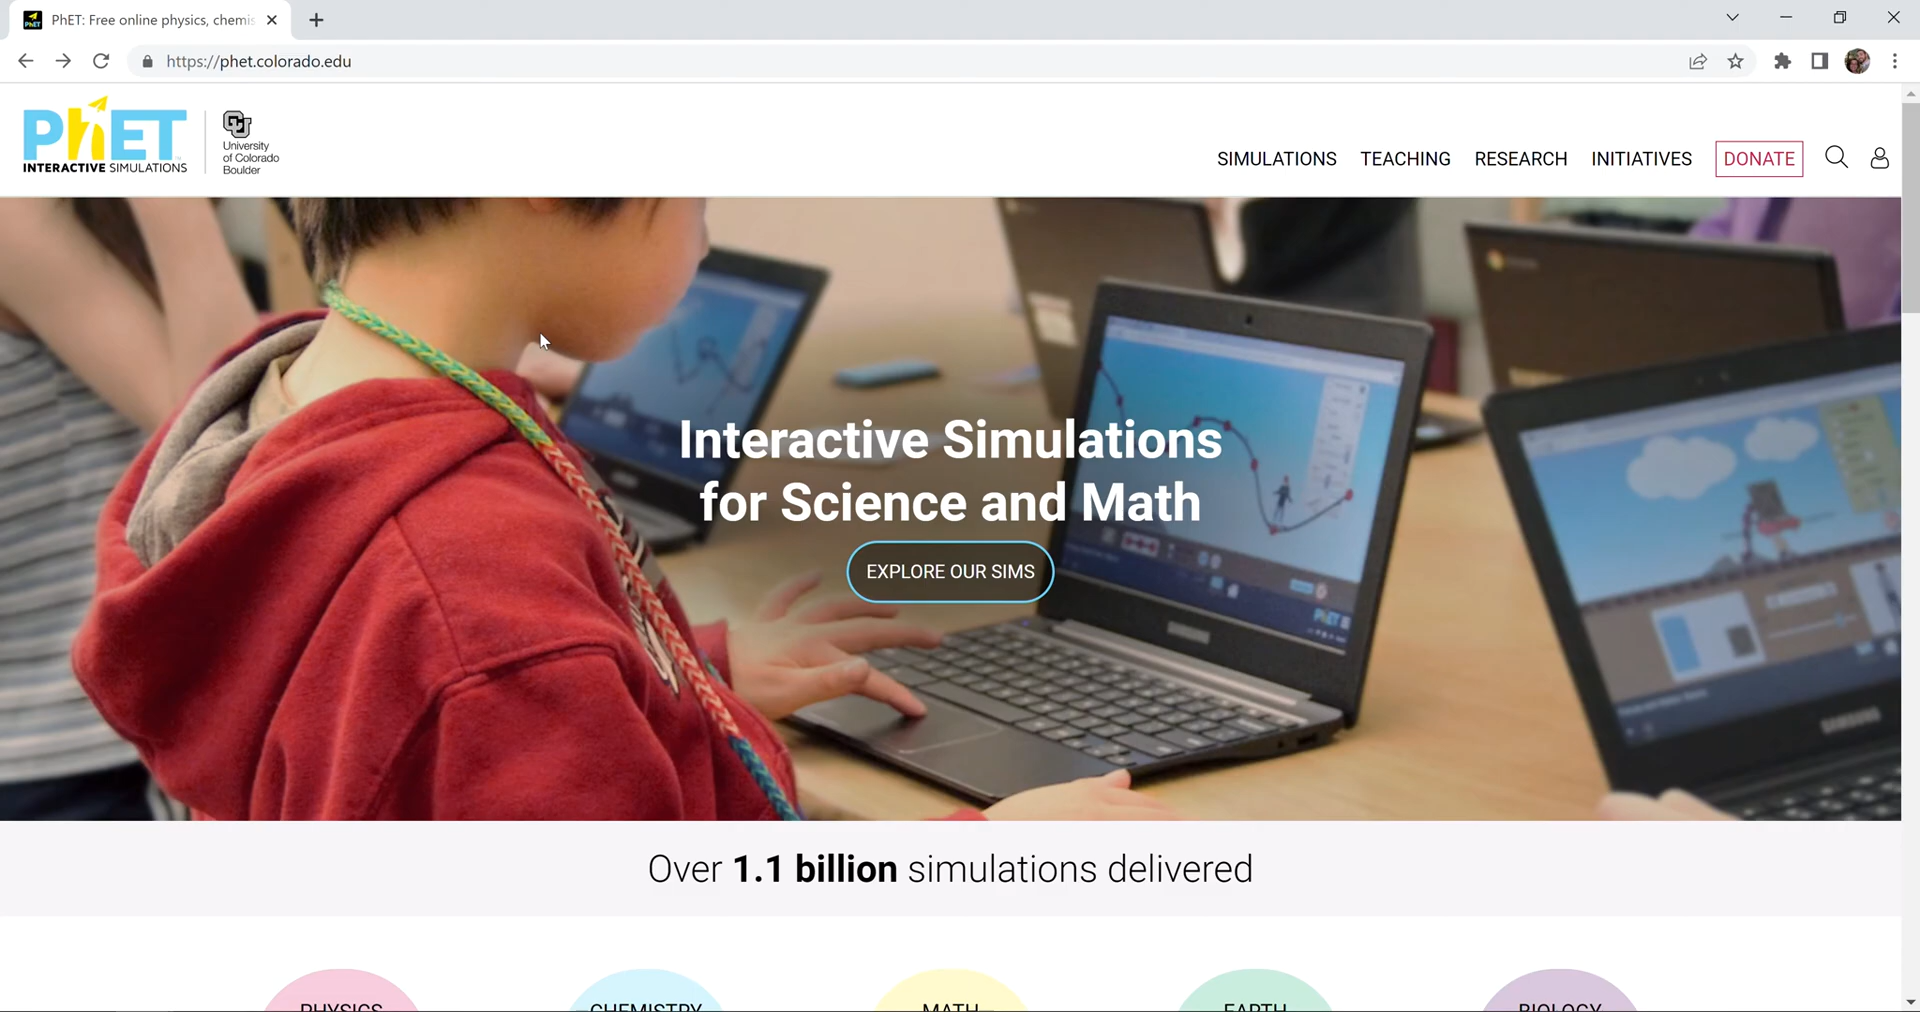 PhET: Free online physics, chemis
https://phet.colorado.edu
PhET
INTERACTIVE SIMULATIONS
University
of Colorado
Boulder
SIMULATIONS TEACHING RESEARCH INITIATIVES DONATE
Interactive Simulations
for Science and Math
EXPLORE OUR SIMS
PhET
SAMSUNG
Over 1.1 billion simulations delivered
PHYSICS CHEMISTRY MATH EARTH BIOLOGY